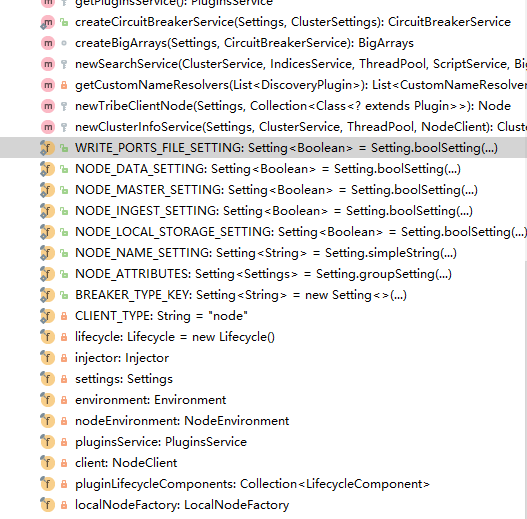 getPluginsService(): PluginsService
createCircuitBreakerService(Settings, ClusterSettings): CircuitBreakerService
createBigArrays(Settings, CircuitBreakerService): BigArrays
newSearchService(ClusterService, IndicesService, ThreadPool, ScriptService, Big
getCustomNameResolvers(List<DiscoveryPlugin>): List<CustomNameResolver
newTribeClientNode(Settings, Collection<Class<? extends Plugin>>): Node
newClusterInfoService(Settings, ClusterService, ThreadPool, NodeClient): Cluste
WRITE_PORTS_FILE_SETTING: Setting<Boolean> = Setting.boolSetting(...)
NODE_DATA_SETTING: Setting<Boolean> = Setting.boolSetting(...)
NODE_MASTER_SETTING: Setting<Boolean> = Setting.boolSetting(...)
NODE_INGEST_SETTING: Setting<Boolean> = Setting.boolSetting(...)
NODE_LOCAL_STORAGE_SETTING: Setting<Boolean> = Setting.boolSetting(...)
NODE_NAME_SETTING: Setting<String> = Setting.simpleString(...)
NODE_ATTRIBUTES: Setting<Settings> = Setting.groupSetting(...)
BREAKER_TYPE_KEY: Setting<String> = new Setting<>(...)
CLIENT_TYPE: String = "node"
lifecycle: Lifecycle = new Lifecycle()
injector: Injector
settings: Settings
environment: Environment
nodeEnvironment: NodeEnvironment
pluginsService: PluginsService
client: NodeClient
pluginLifecycleComponents: Collection<LifecycleComponent>
localNodeFactory: LocalNodeFactory